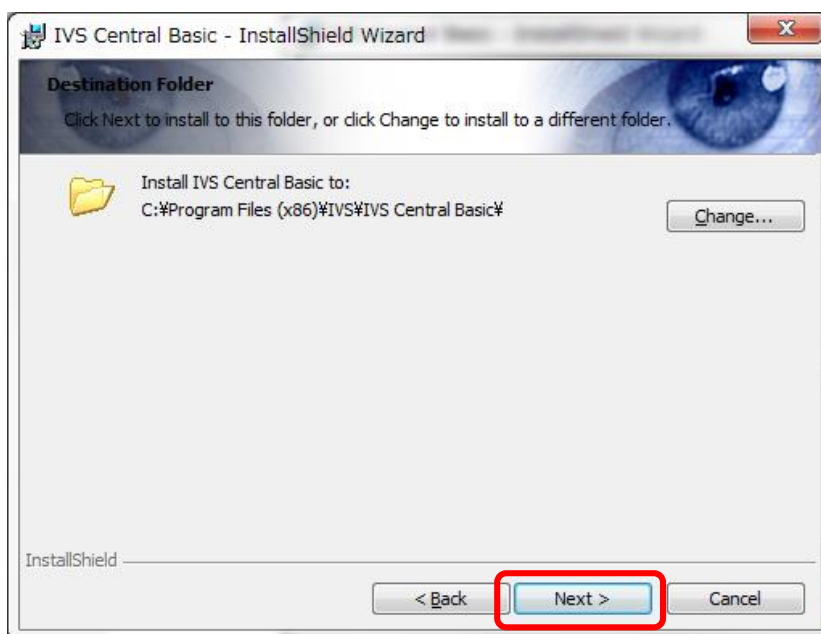 IVS Central Basic - InstallShield Wizard
X
Destination Folder
Click Next to install to this folder, or click Change to install to a different folder.
Install IVS Central Basic to:
C:¥Program Files (x86)¥IVS¥IVS Central Basic¥
Change...
InstallShield
< Back
Next >
Cancel